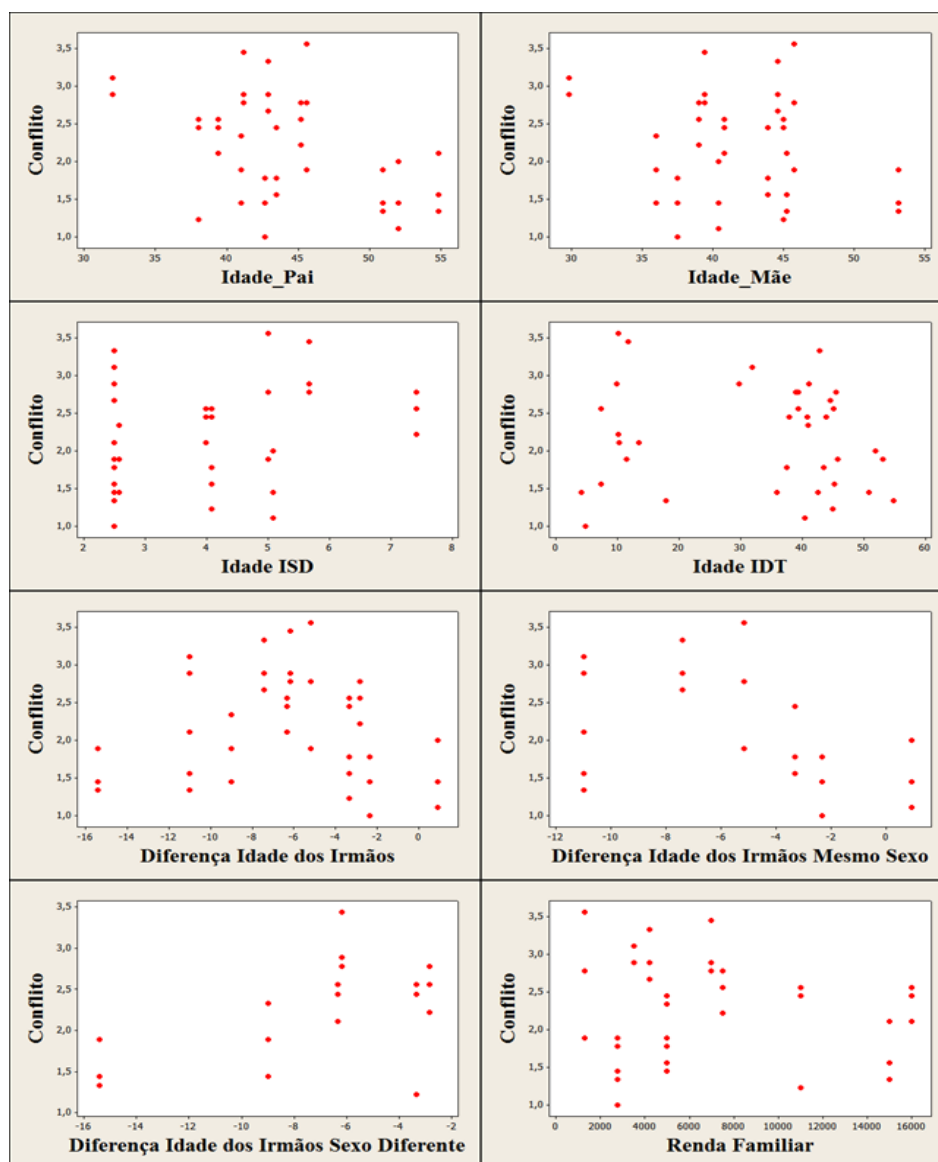 3,5
3,0
2,5
2,0
1,5
1,0
Conflito
30 35 40 45 50 55
Idade_Pai
3,5
3,0
2,5
2,0
1,5
1,0
Conflito
30 35 40 45 50 55
Idade_Mãe
3,5
3,0
2,5
2,0
1,5
1,0
Conflito
2 3 4 5 6 7 8
Idade ISD
3,5
3,0
2,5
2,0
1,5
1,0
Conflito
0 10 20 30 40 50 60
Idade IDT
3,5
3,0
2,5
2,0
1,5
1,0
Conflito
-16 -14 -12 -10 -8 -6 -4 -2 0
Diferença Idade dos Irmãos
3,5
3,0
2,5
2,0
1,5
1,0
Conflito
-12 -10 -8 -6 -4 -2 0
Diferença Idade dos Irmãos Mesmo Sexo
3,5
3,0
2,5
2,0
1,5
1,0
Conflito
-16 -14 -12 -10 -8 -6 -4 -2
Diferença Idade dos Irmãos Sexo Diferente
3,5
3,0
2,5
2,0
1,5
1,0
Conflito
0 2000 4000 6000 8000 10000 12000 14000 16000
Renda Familiar